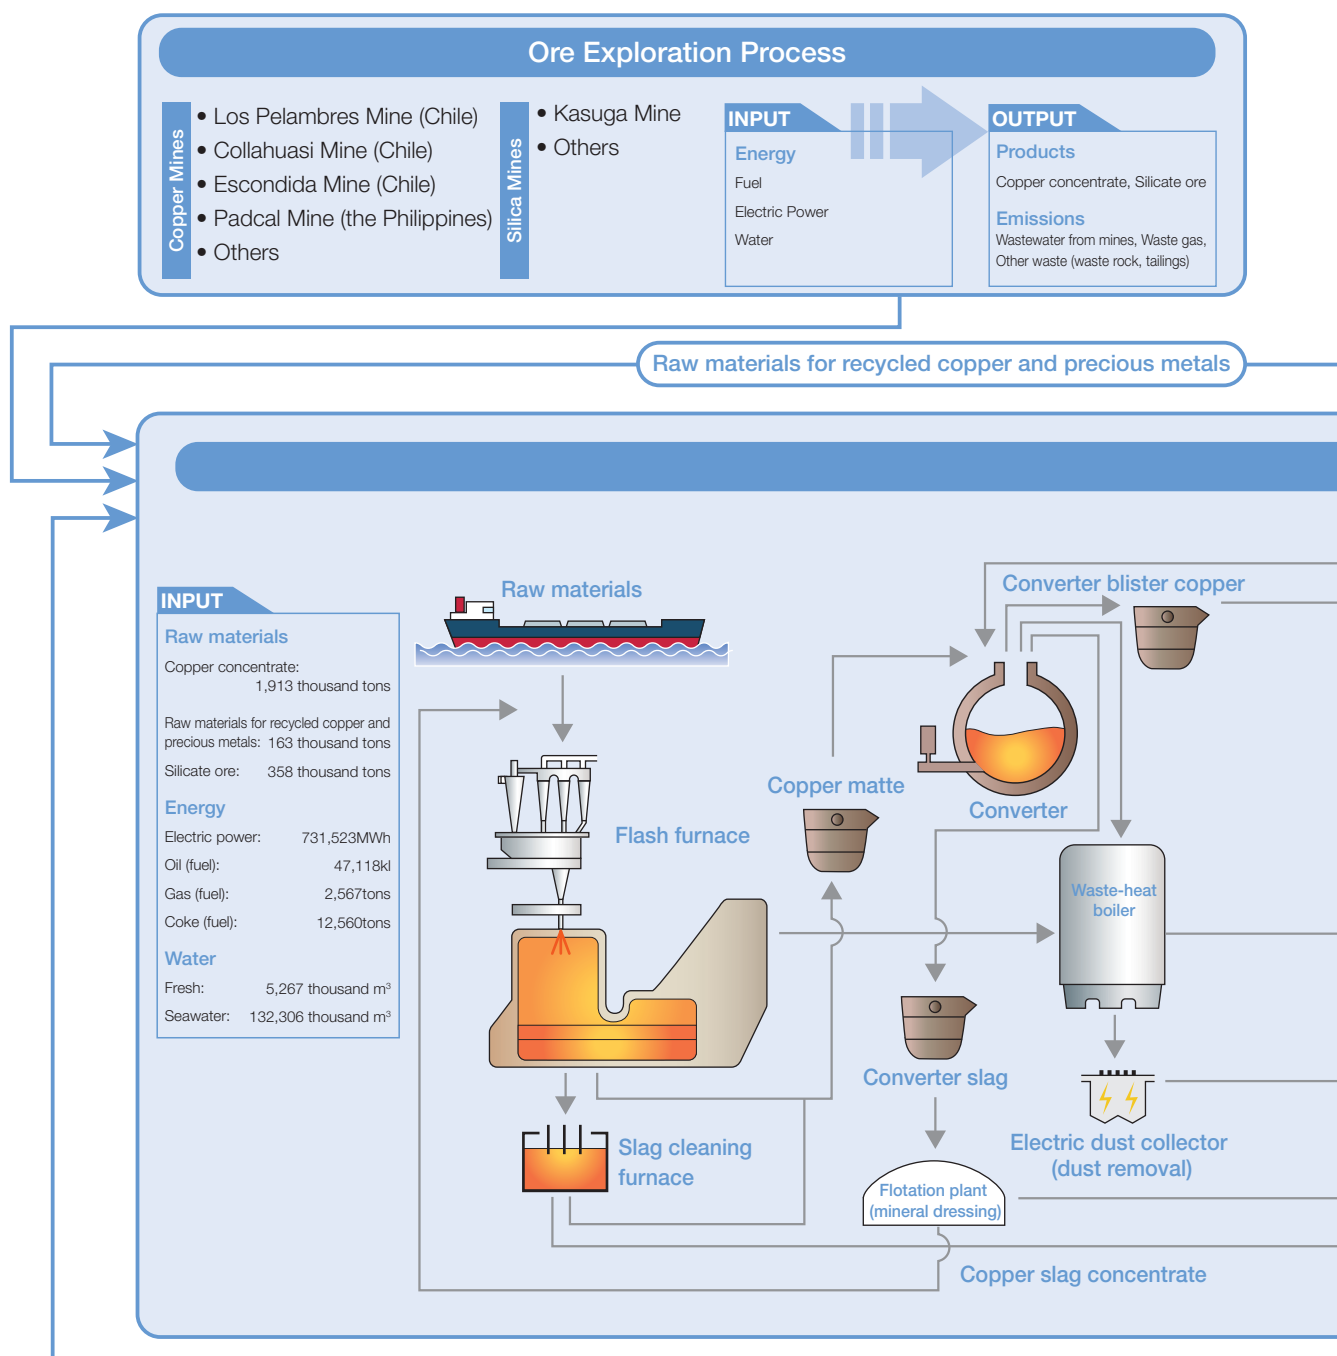 Ore Exploration Process
Copper Mines
• Los Pelambres Mine (Chile)
• Collahuasi Mine (Chile)
• Escondida Mine (Chile)
• Padcal Mine (the Philippines)
• Others
Silica Mines
• Kasuga Mine
• Others
INPUT
Energy
Fuel
Electric Power
Water
OUTPUT
Products
Copper concentrate, Silicate ore
Emissions
Wastewater from mines, Waste gas,
Other waste (waste rock, tailings)
Raw materials for recycled copper and precious metals
INPUT
Raw materials
Copper concentrate:
1,913 thousand tons
Raw materials for recycled copper and
precious metals: 163 thousand tons
Silicate ore: 358 thousand tons
Energy
Electric power: 731,523MWh
Oil (fuel): 47,118kl
Gas (fuel): 2,567tons
Coke (fuel): 12,560tons
Water
Fresh: 5,267 thousand m³
Seawater: 132,306 thousand m³
Raw materials
Flash furnace
Slag cleaning
furnace
Copper matte
Converter blister copper
Converter
Waste-heat
boiler
Converter slag
Electric dust collector
(dust removal)
Flotation plant
(mineral dressing)
Copper slag concentrate